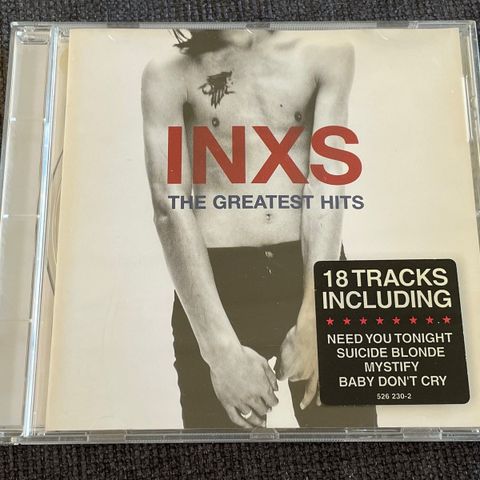 INXS
THE GREATEST HITS
18 TRACKS
INCLUDING
NEED YOU TONIGHT
SUICIDE BLONDE
MYSTIFY
BABY DON'T CRY
526 230-2